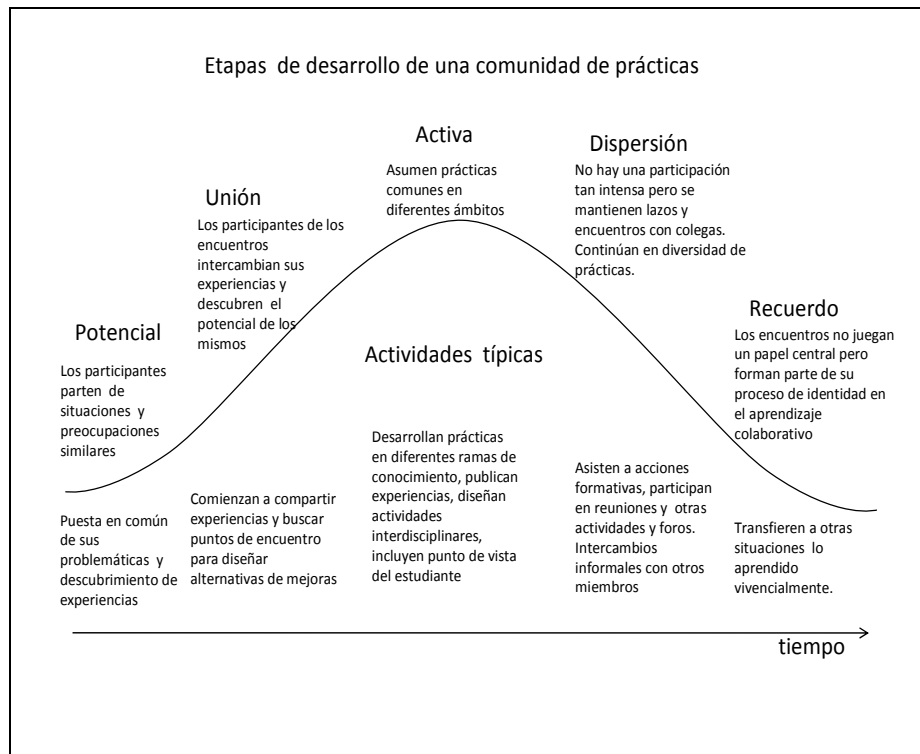 Etapas de desarrollo de una comunidad de prácticas
Potencial
Los participantes
parten de
situaciones y
preocupaciones
similares
Unión
Los participantes de los
encuentros
intercambian sus
experiencias y
descubren el
potencial de los
mismos
Activa
Asumen prácticas
comunes en
diferentes ámbitos
Dispersión
No hay una participación
tan intensa pero se
mantienen lazos y
encuentros con colegas.
Continúan en diversidad de
prácticas.
Recuerdo
Los encuentros no juegan
un papel central pero
forman parte de su
proceso de identidad en
el aprendizaje
colaborativo
Actividades típicas
Puesta en común
de sus
problemáticas y
descubrimiento de
experiencias
Comienzan a compartir
experiencias y buscar
puntos de encuentro
para diseñar
alternativas de mejoras
Desarrollan prácticas
en diferentes ramas de
conocimiento, publican
experiencias, diseñan
actividades
interdisciplinares,
incluyen punto de vista
del estudiante
Asisten a acciones
formativas, participan
en reuniones y otras
actividades y foros.
Intercambios
informales con otros
miembros
Transfieren a otras
situaciones lo
aprendido
vivencialmente.
tiempo